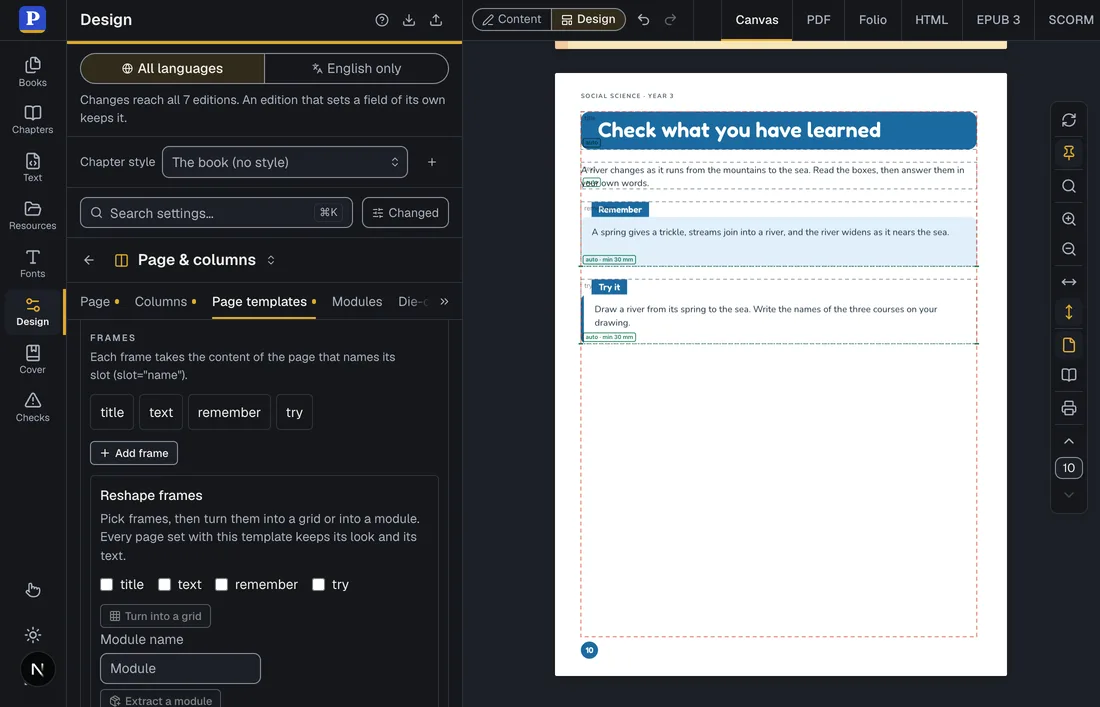 P
Design
Content
Design
Canvas
PDF
Folio
HTML
EPUB 3
SCORM
Books
Chapters
Text
Resources
Fonts
Design
Cover
Checks
N
All languages
English only
Changes reach all 7 editions. An edition that sets a field of its own
keeps it.
Chapter style
The book (no style)
Search settings...
⌘K
Changed
Page & columns
Page
Columns
Page templates
Modules
Die-c
FRAMES
Each frame takes the content of the page that names its
slot (slot="name").
title
text
remember
try
+ Add frame
Reshape frames
Pick frames, then turn them into a grid or into a module.
Every page set with this template keeps its look and its
text.
title
text
remember
try
Turn into a grid
Module name
Module
Extract a module
SOCIAL SCIENCE · YEAR 3
title
Check what you have learned
auto
A river changes as it runs from the mountains to the sea. Read the boxes, then answer them in
your own words.
Remember
A spring gives a trickle, streams join into a river, and the river widens as it nears the sea.
auto · min 30 mm
Try it
Draw a river from its spring to the sea. Write the names of the three courses on your
drawing.
auto · min 30 mm
10
10